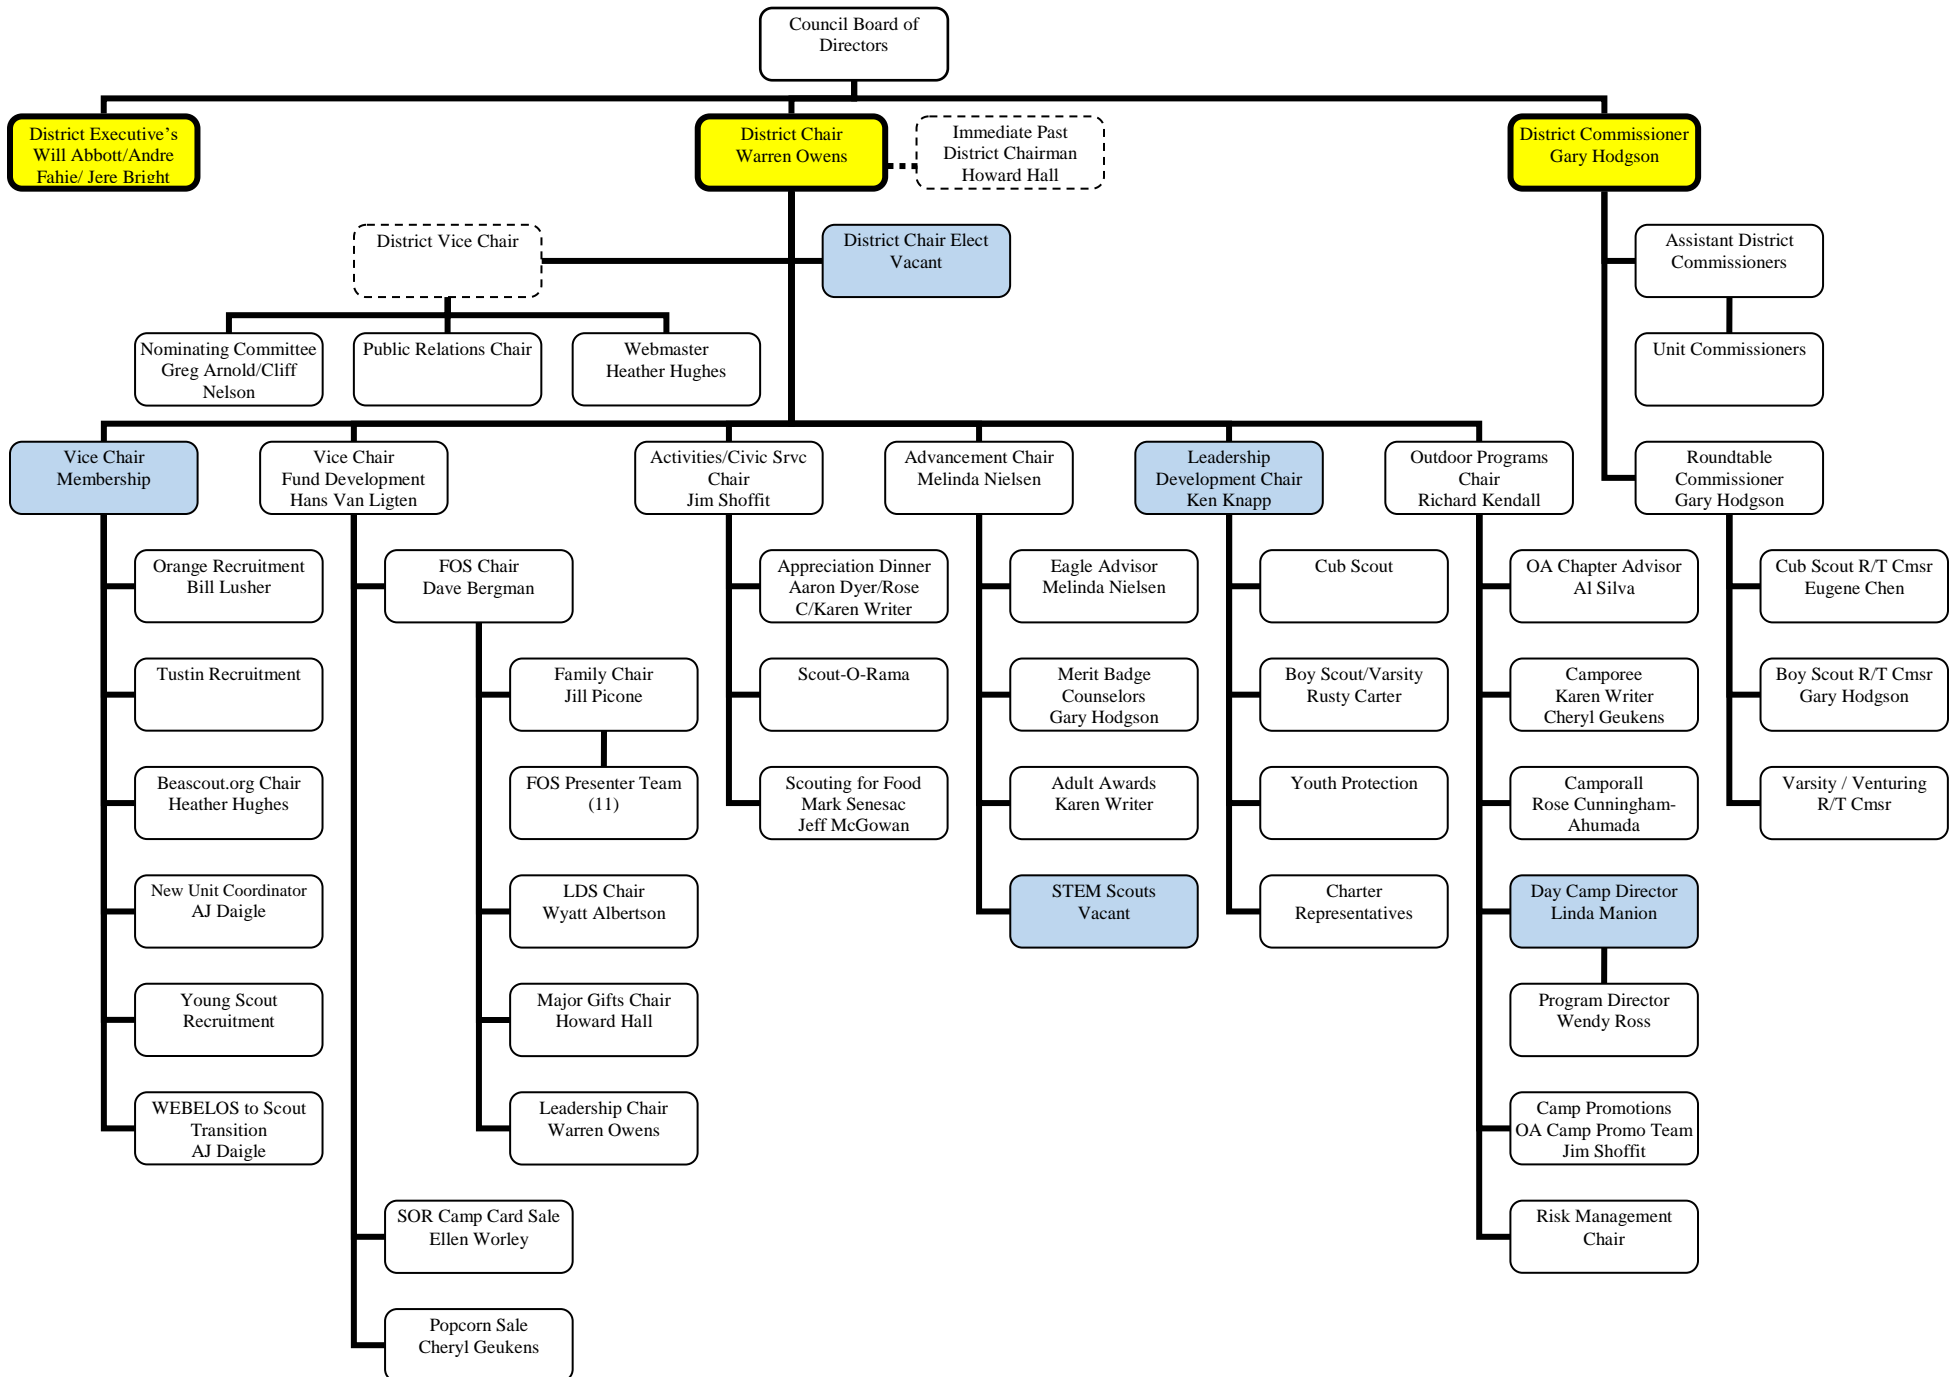 Council Board of
Directors
District Executive's
Will Abbott/Andre
Fahie/ Jere Bright
District Chair
Warren Owens
Immediate Past
District Chairman
Howard Hall
District Commissioner
Gary Hodgson
District Vice Chair
District Chair Elect
Vacant
Assistant District
Commissioners
Nominating Committee
Greg Arnold/Cliff
Nelson
Public Relations Chair
Webmaster
Heather Hughes
Unit Commissioners
Vice Chair
Membership
Vice Chair
Fund Development
Hans Van Ligten
Activities/Civic Srvc
Chair
Jim Shoffit
Advancement Chair
Melinda Nielsen
Leadership
Development Chair
Ken Knapp
Outdoor Programs
Chair
Richard Kendall
Roundtable
Commissioner
Gary Hodgson
Orange Recruitment
Bill Lusher
FOS Chair
Dave Bergman
Appreciation Dinner
Aaron Dyer/Rose
C/Karen Writer
Eagle Advisor
Melinda Nielsen
Cub Scout
OA Chapter Advisor
Al Silva
Cub Scout R/T Cmsr
Eugene Chen
Tustin Recruitment
Family Chair
Jill Picone
Scout-O-Rama
Merit Badge
Counselors
Gary Hodgson
Boy Scout/Varsity
Rusty Carter
Camporee
Karen Writer
Cheryl Geukens
Boy Scout R/T Cmsr
Gary Hodgson
Beascout.org Chair
Heather Hughes
FOS Presenter Team
(11)
Scouting for Food
Mark Senesac
Jeff McGowan
Adult Awards
Karen Writer
Youth Protection
Camporall
Rose Cunningham-
Ahumada
Varsity / Venturing
R/T Cmsr
New Unit Coordinator
AJ Daigle
LDS Chair
Wyatt Albertson
STEM Scouts
Vacant
Charter
Representatives
Day Camp Director
Linda Manion
Young Scout
Recruitment
Major Gifts Chair
Howard Hall
Program Director
Wendy Ross
WEBELOS to Scout
Transition
AJ Daigle
Leadership Chair
Warren Owens
Camp Promotions
OA Camp Promo Team
Jim Shoffit
SOR Camp Card Sale
Ellen Worley
Risk Management
Chair
Popcorn Sale
Cheryl Geukens